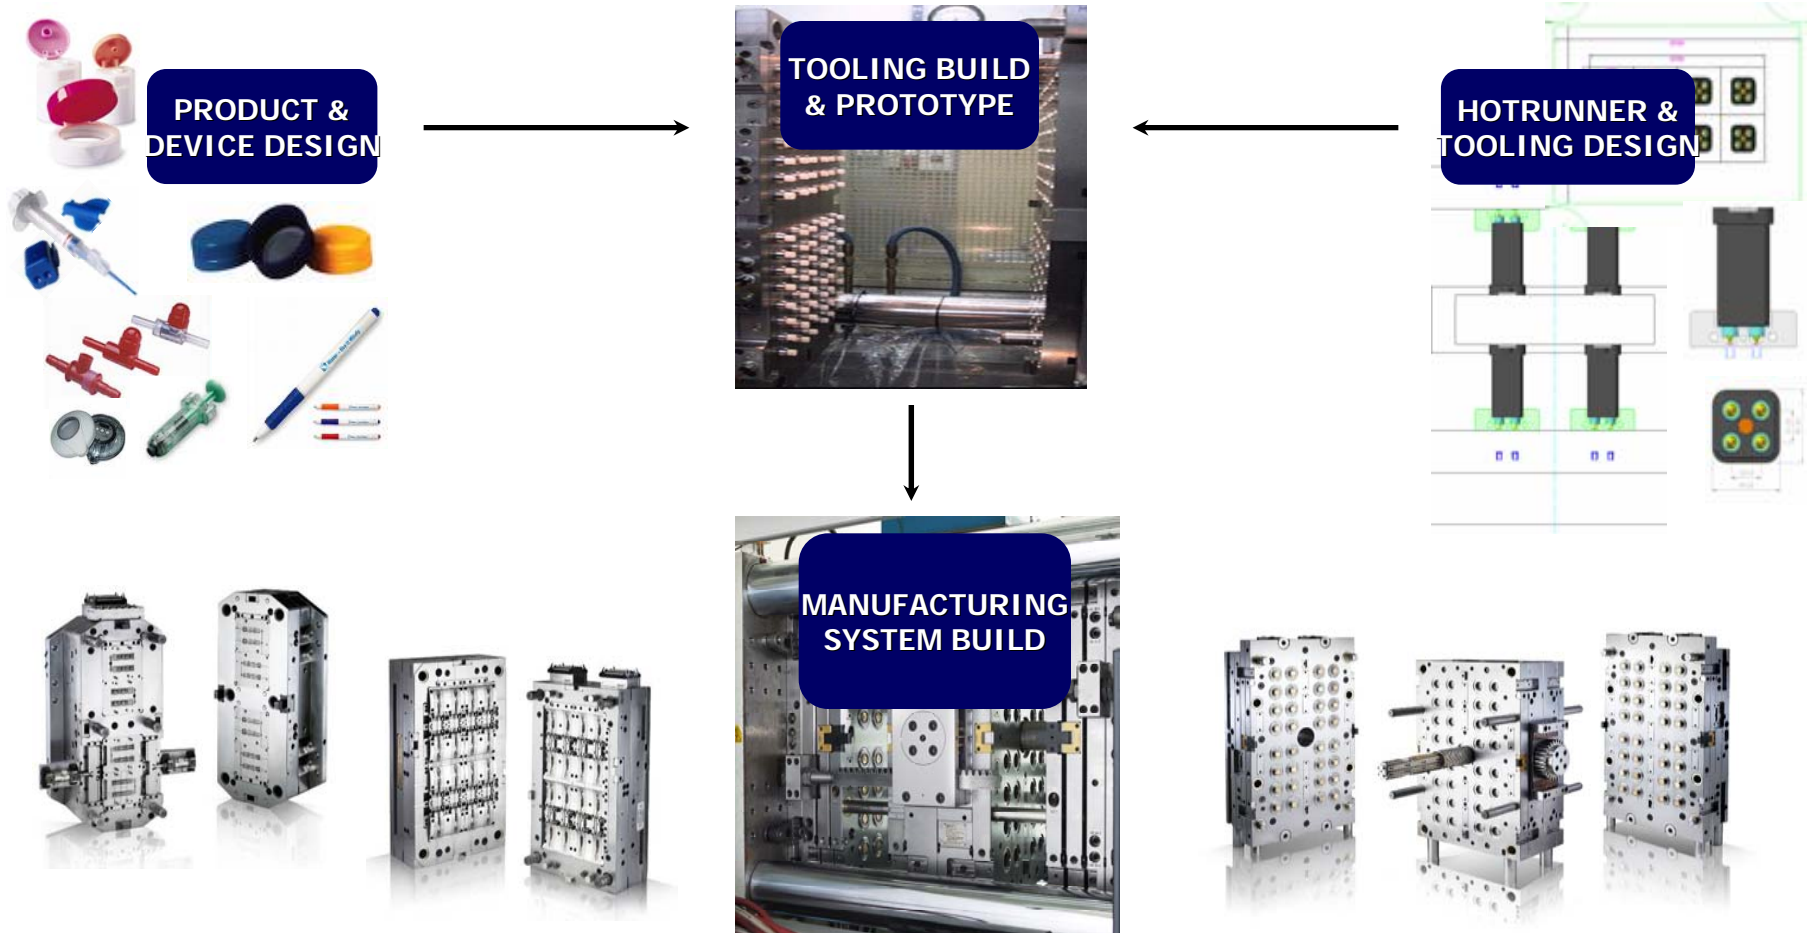 PRODUCT &
DEVICE DESIGN
TOOLING BUILD
& PROTOTYPE
HOTRUNNER &
TOOLING DESIGN
MANUFACTURING
SYSTEM BUILD